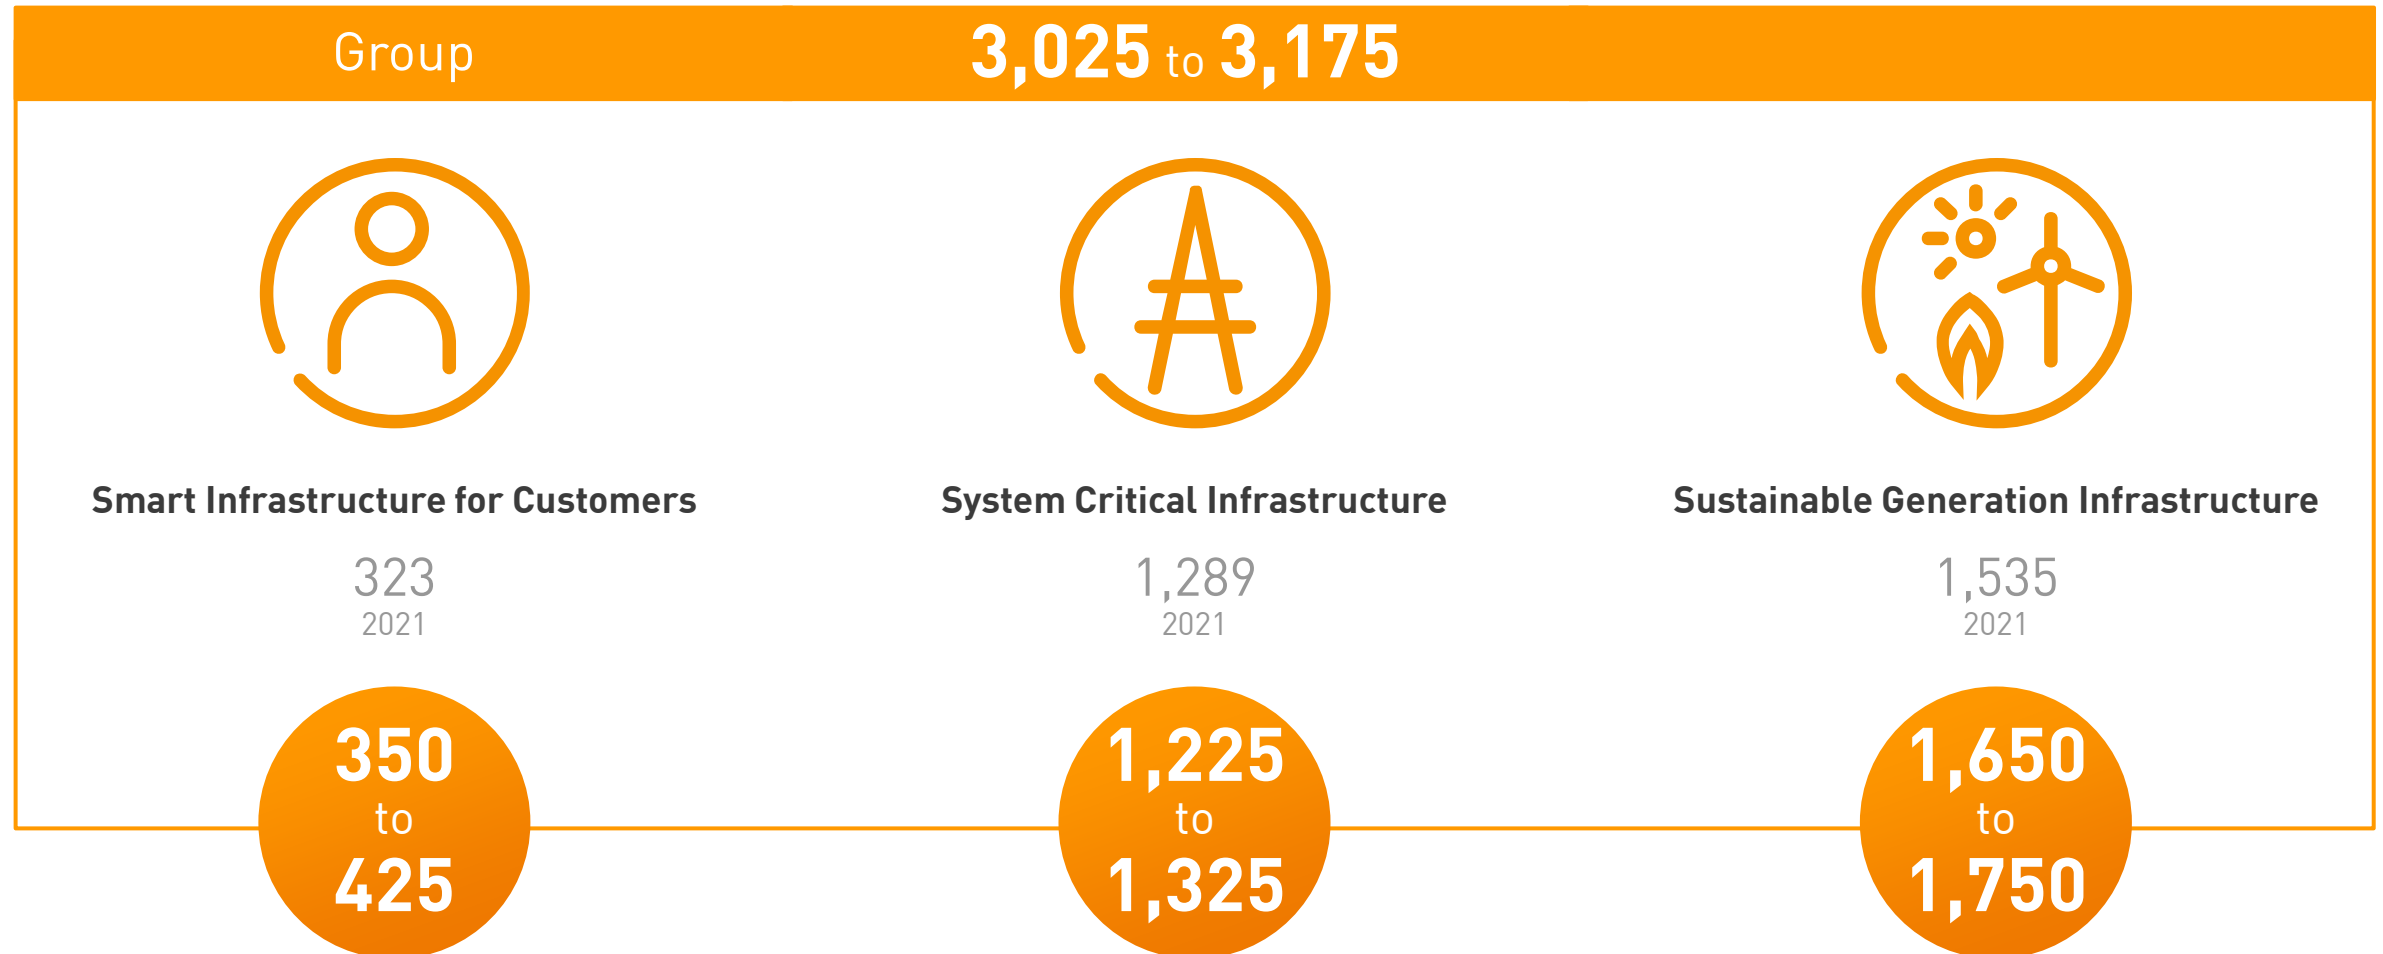 Group 3,025 to 3,175
Smart Infrastructure for Customers
323
2021
350
to
425
System Critical Infrastructure
1,289
2021
1,225
to
1,325
Sustainable Generation Infrastructure
1,535
2021
1,650
to
1,750